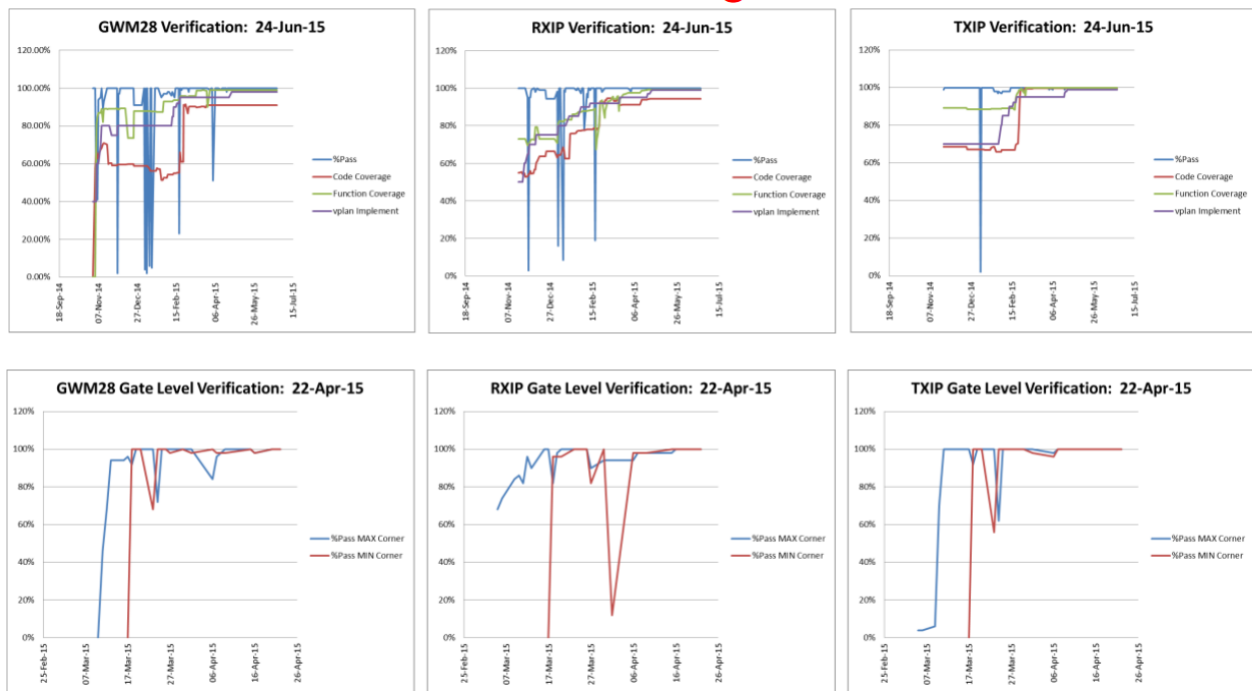 GWM28 Verification: 24-Jun-15
120.00%
100.00%
80.00%
60.00%
40.00%
20.00%
0.00%
18-Sep-14
07-Nov-14
27-Dec-14
15-Feb-15
06-Apr-15
26-May-15
15-Jul-15
%Pass
Code Coverage
Function Coverage
vplan Implement
RXIP Verification: 24-Jun-15
120%
100%
80%
60%
40%
20%
0%
18-Sep-14
07-Nov-14
27-Dec-14
15-Feb-15
06-Apr-15
26-May-15
15-Jul-15
%Pass
Code Coverage
Function Coverage
vplan Implement
TXIP Verification: 24-Jun-15
120%
100%
80%
60%
40%
20%
0%
18-Sep-14
07-Nov-14
27-Dec-14
15-Feb-15
06-Apr-15
26-May-15
15-Jul-15
%Pass
Code Coverage
Function Coverage
vplan Implement
GWM28 Gate Level Verification: 22-Apr-15
120%
100%
80%
60%
40%
20%
0%
25-Feb-15
07-Mar-15
17-Mar-15
27-Mar-15
06-Apr-15
16-Apr-15
26-Apr-15
%Pass MAX Corner
%Pass MIN Corner
RXIP Gate Level Verification: 22-Apr-15
120%
100%
80%
60%
40%
20%
0%
25-Feb-15
07-Mar-15
17-Mar-15
27-Mar-15
06-Apr-15
16-Apr-15
26-Apr-15
%Pass MAX Corner
%Pass MIN Corner
TXIP Gate Level Verification: 22-Apr-15
120%
100%
80%
60%
40%
20%
0%
25-Feb-15
07-Mar-15
17-Mar-15
27-Mar-15
06-Apr-15
16-Apr-15
26-Apr-15
%Pass MAX Corner
%Pass MIN Corner